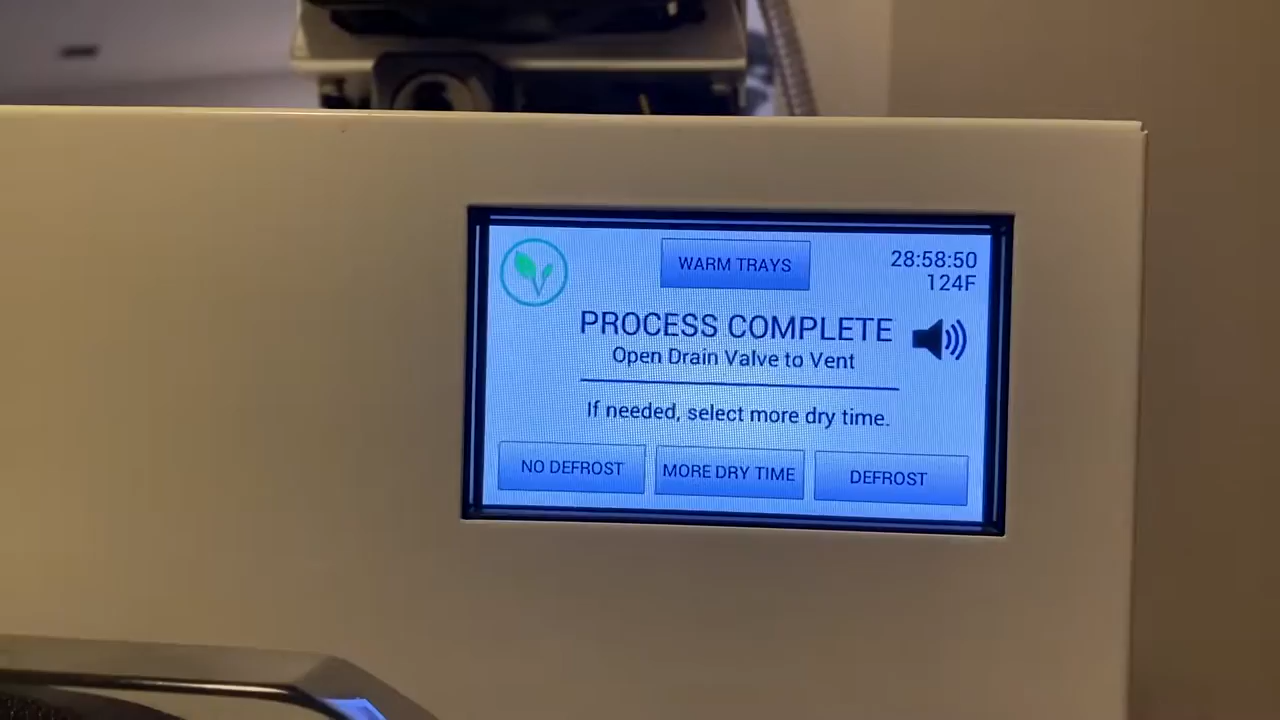 WARM TRAYS
28:58:50
124F
PROCESS COMPLETE
Open Drain Valve to Vent
If needed, select more dry time.
NO DEFROST
MORE DRY TIME
DEFROST